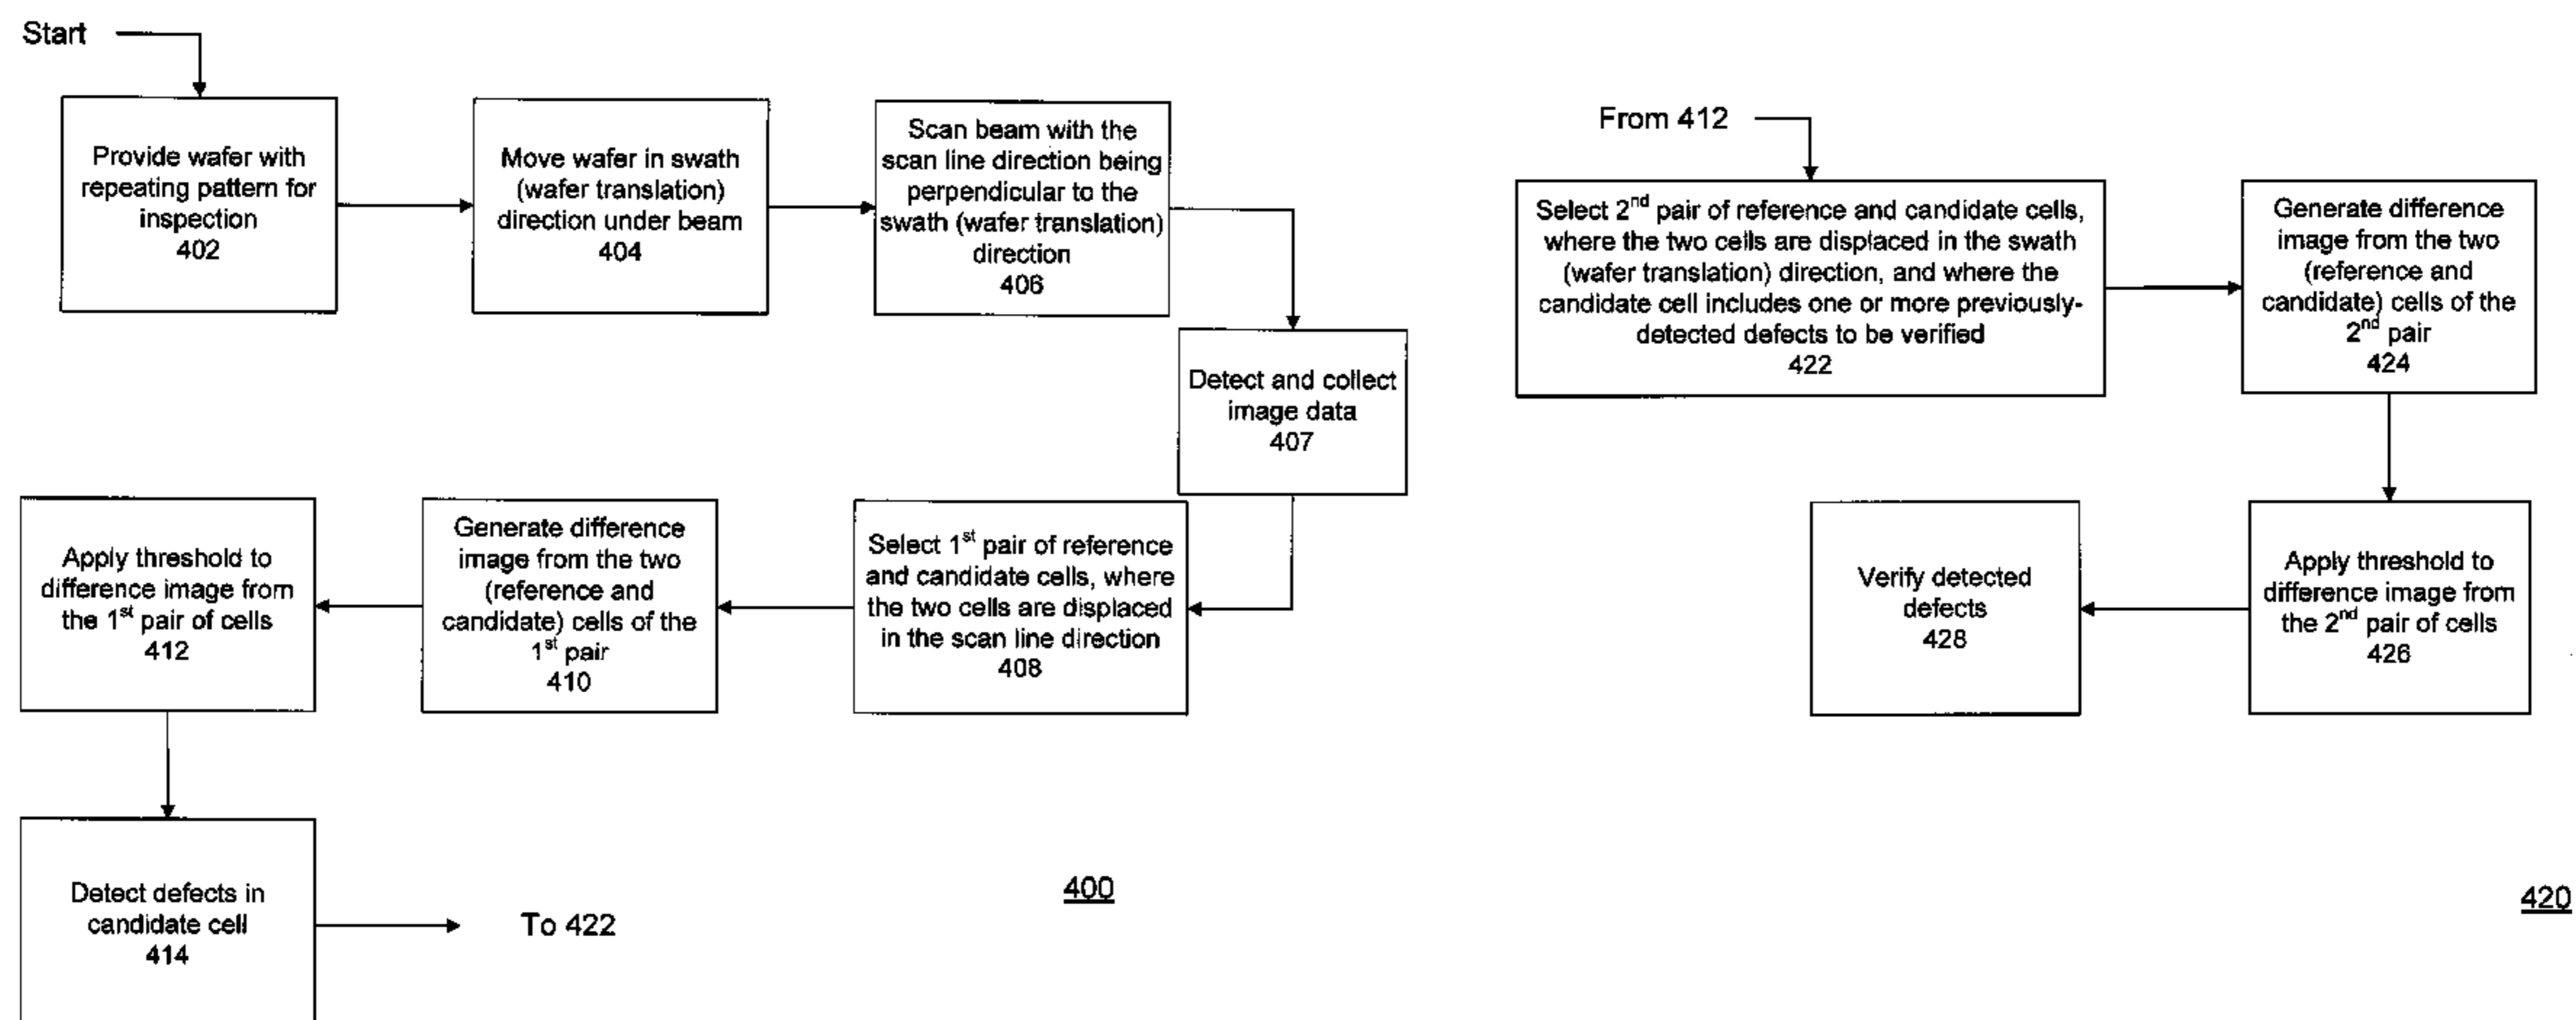 Start
Provide wafer with
repeating pattern for
inspection
402
Move wafer in swath
(wafer translation)
direction under beam
404
Scan beam with the
scan line direction being
perpendicular to the
swath (wafer translation)
direction
406
Detect and collect
image data
407
Select 1st pair of reference
and candidate cells, where
the two cells are displaced
in the scan line direction
408
Generate difference
image from the two
(reference and
candidate) cells of the
1st pair
410
Apply threshold to
difference image from
the 1st pair of cells
412
Detect defects in
candidate cell
414
To 422
400
From 412
Select 2nd pair of reference and candidate cells,
where the two cells are displaced in the swath
(wafer translation) direction, and where the
candidate cell includes one or more previously-
detected defects to be verified
422
Generate difference
image from the two
(reference and
candidate) cells of the
2nd pair
424
Apply threshold to
difference image from
the 2nd pair of cells
426
Verify detected
defects
428
420